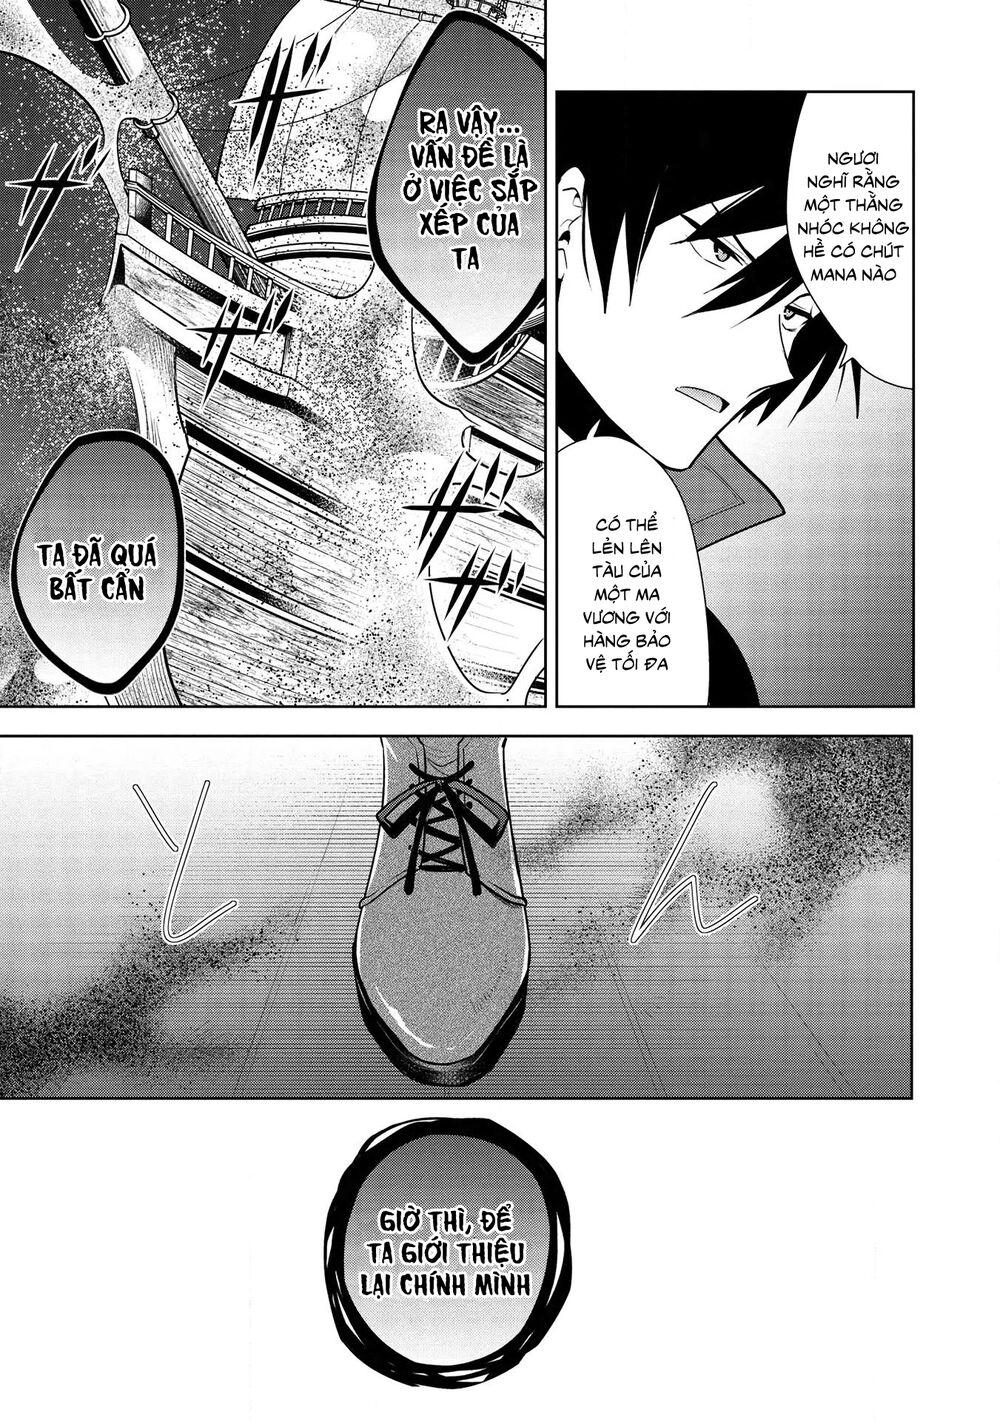 NGƯƠI
NGHĨ RẰNG
MỘT THẰNG
NHÓC KHÔNG
HỀ CÓ CHÚT
MANA NÀO
CÓ THỂ
LẺN LÊN
TÀU CỦA
MỘT MA
VƯƠNG VỚI
HÀNG BẢO
VỆ TỐI ĐA
RA VẬY...
VẤN ĐỀ LÀ
Ở VIỆC SẮP
XẾP CỦA
TA
TA ĐÃ QUÁ
BẤT CẨN
GIỜ THÌ, ĐỂ
TA GIỚI THIỆU
LẠI CHÍNH MÌNH